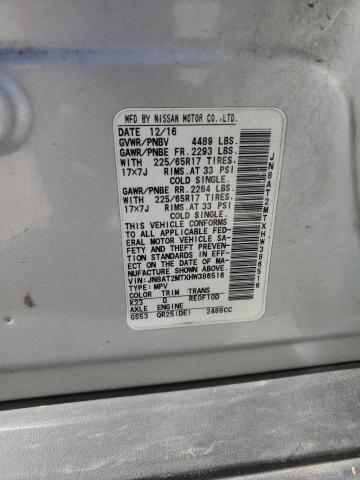 MFD BY NISSAN MOTOR CO.,LTD.
DATE 12/16
GVWR/PNBV 4489 LBS.
GAWR/PNBE FR. 2293 LBS.
WITH 225/65R17 TIRES,
17×7J RIMS.AT 33 PSI
COLD SINGLE.
GAWR/PNBE RR. 2264 LBS.
WITH 225/65R17 TIRES,
17×7J RIMS.AT 33 PSI
COLD SINGLE.
THIS VEHICLE CONFORMS
TO ALL APPLICABLE FED-
ERAL MOTOR VEHICLE SA-
FETY AND THEFT PREVEN-
TION STANDARDS IN EFF-
ECT ON THE DATE OF MA-
NUFACTURE SHOWN ABOVE.
VIN: JN8AT2MTXHW386516
TYPE: MPV
COLOR TRIM TRANS
K23 G RE0F10D
AXLE ENGINE
GS53 QR25(DE) 2488CC
JN8AT2MTXHW386516